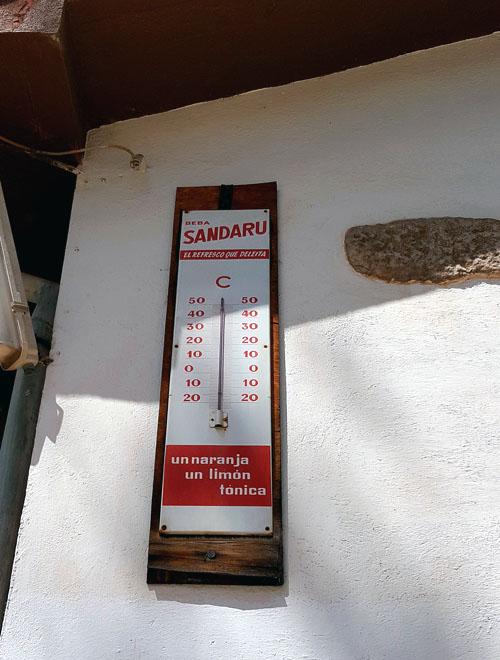 BEBA
SANDARU
EL REFRESCO QUE DELEITA
C
50 50
40 40
30 30
20 20
10 10
0 0
10 10
20 20
un naranja
un limón
tónica